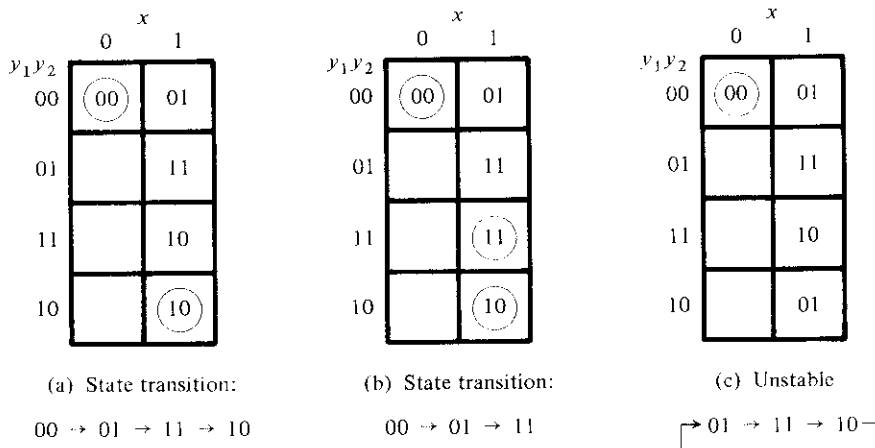 x x x
0 1 0 1 0 1
y₁y₂ y₁y₂ y₁y₂
00 00 01 00 00 01 00 00 01
01 11 01 11 01 11
11 10 11 11 11 10
10 10 10 10 10 01
(a) State transition: (b) State transition: (c) Unstable
00 → 01 → 11 → 10 00 → 01 → 11 → 01 → 11 → 10